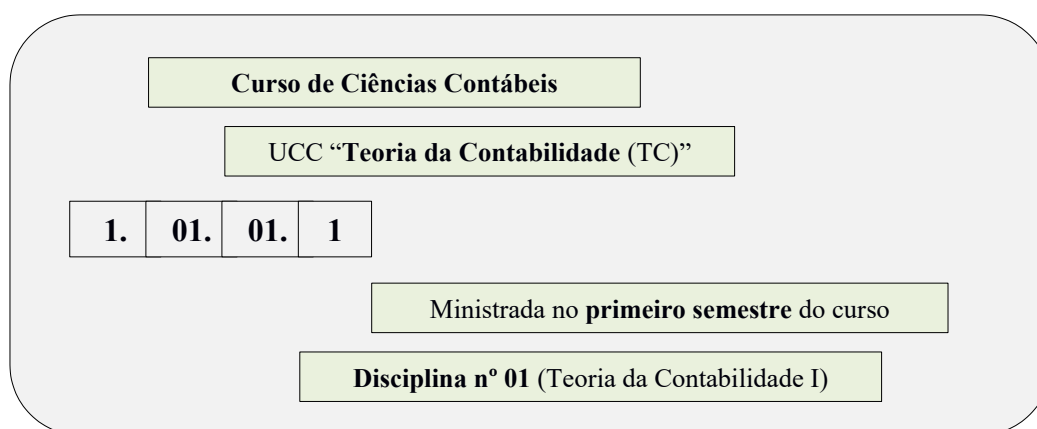 Curso de Ciências Contábeis
UCC “Teoria da Contabilidade (TC)”
1. 01. 01. 1
Ministrada no primeiro semestre do curso
Disciplina nº 01 (Teoria da Contabilidade I)